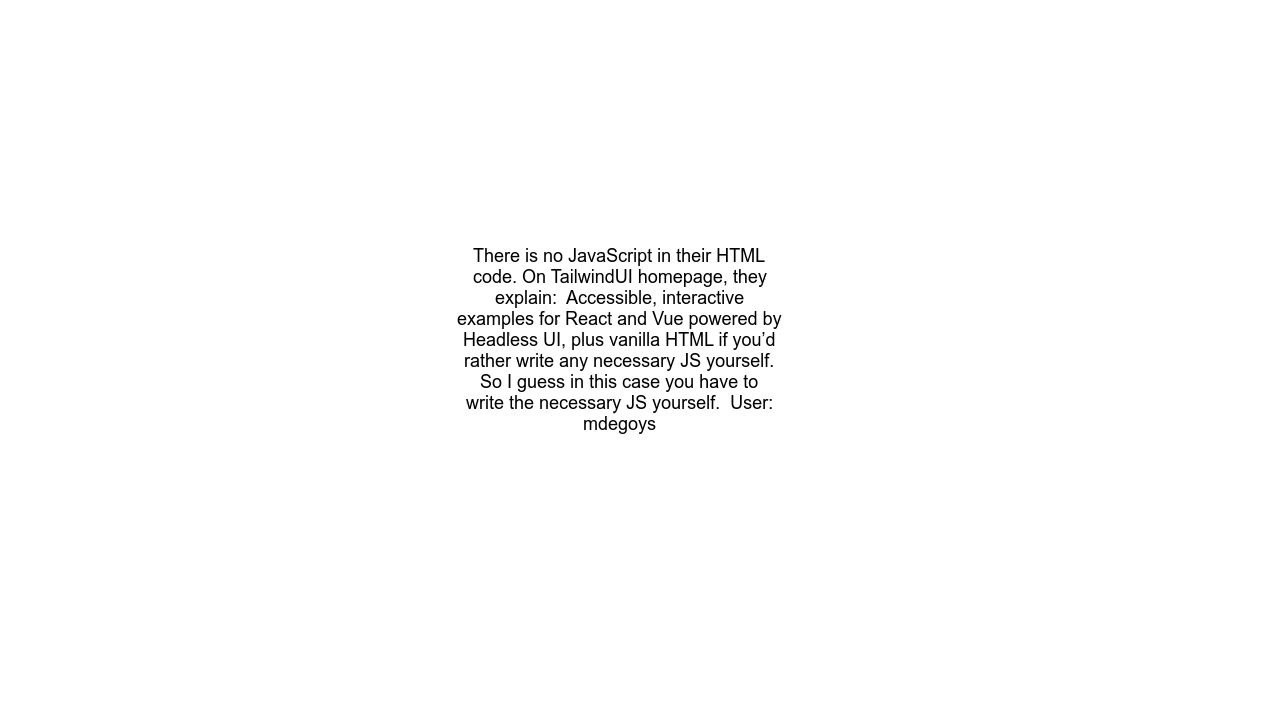 There is no JavaScript in their HTML
code. On TailwindUI homepage, they
explain:  Accessible, interactive
examples for React and Vue powered by
Headless UI, plus vanilla HTML if you’d
rather write any necessary JS yourself.
So I guess in this case you have to
write the necessary JS yourself.  User:
mdegoys